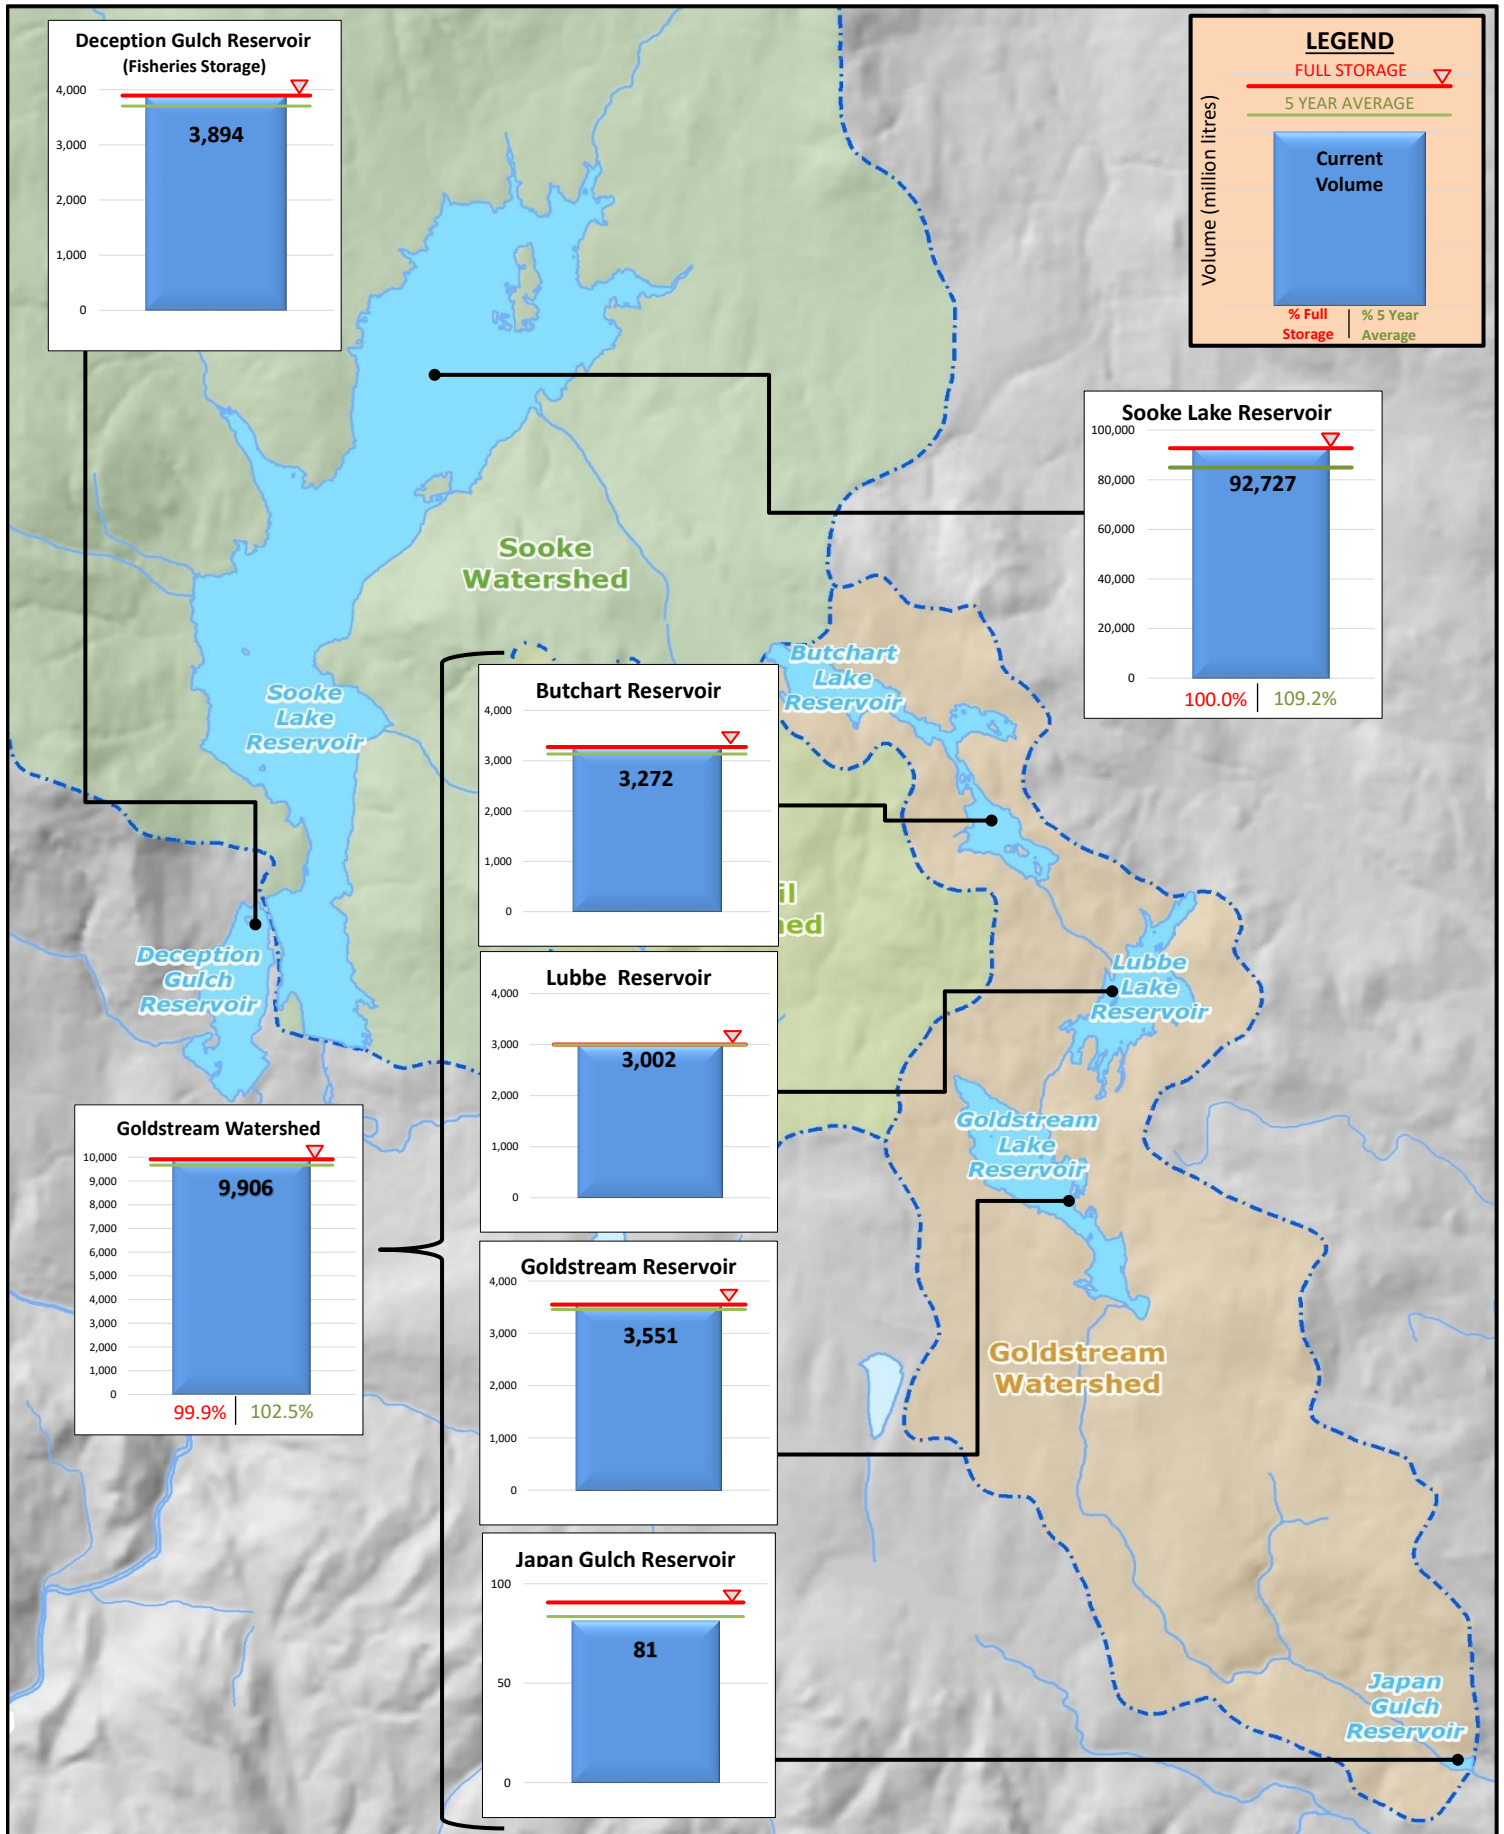 Deception Gulch Reservoir
(Fisheries Storage)
4,000
3,000
2,000
1,000
0
3,894
LEGEND
FULL STORAGE
5 YEAR AVERAGE
Volume (million litres)
Current
Volume
% Full
Storage
% 5 Year
Average
Sooke Lake Reservoir
100,000
80,000
60,000
40,000
20,000
0
92,727
100.0%
109.2%
Sooke
Watershed
Sooke
Lake
Reservoir
Butchart
Lake
Reservoir
Butchart Reservoir
4,000
3,000
2,000
1,000
0
3,272
il
ed
Deception
Gulch
Reservoir
Lubbe
Lake
Reservoir
Lubbe Reservoir
4,000
3,000
2,000
1,000
0
3,002
Goldstream
Lake
Reservoir
Goldstream Watershed
10,000
9,000
8,000
7,000
6,000
5,000
4,000
3,000
2,000
1,000
0
9,906
99.9%
102.5%
Goldstream Reservoir
4,000
3,000
2,000
1,000
0
3,551
Goldstream
Watershed
Japan Gulch Reservoir
100
50
0
81
Japan
Gulch
Reservoir